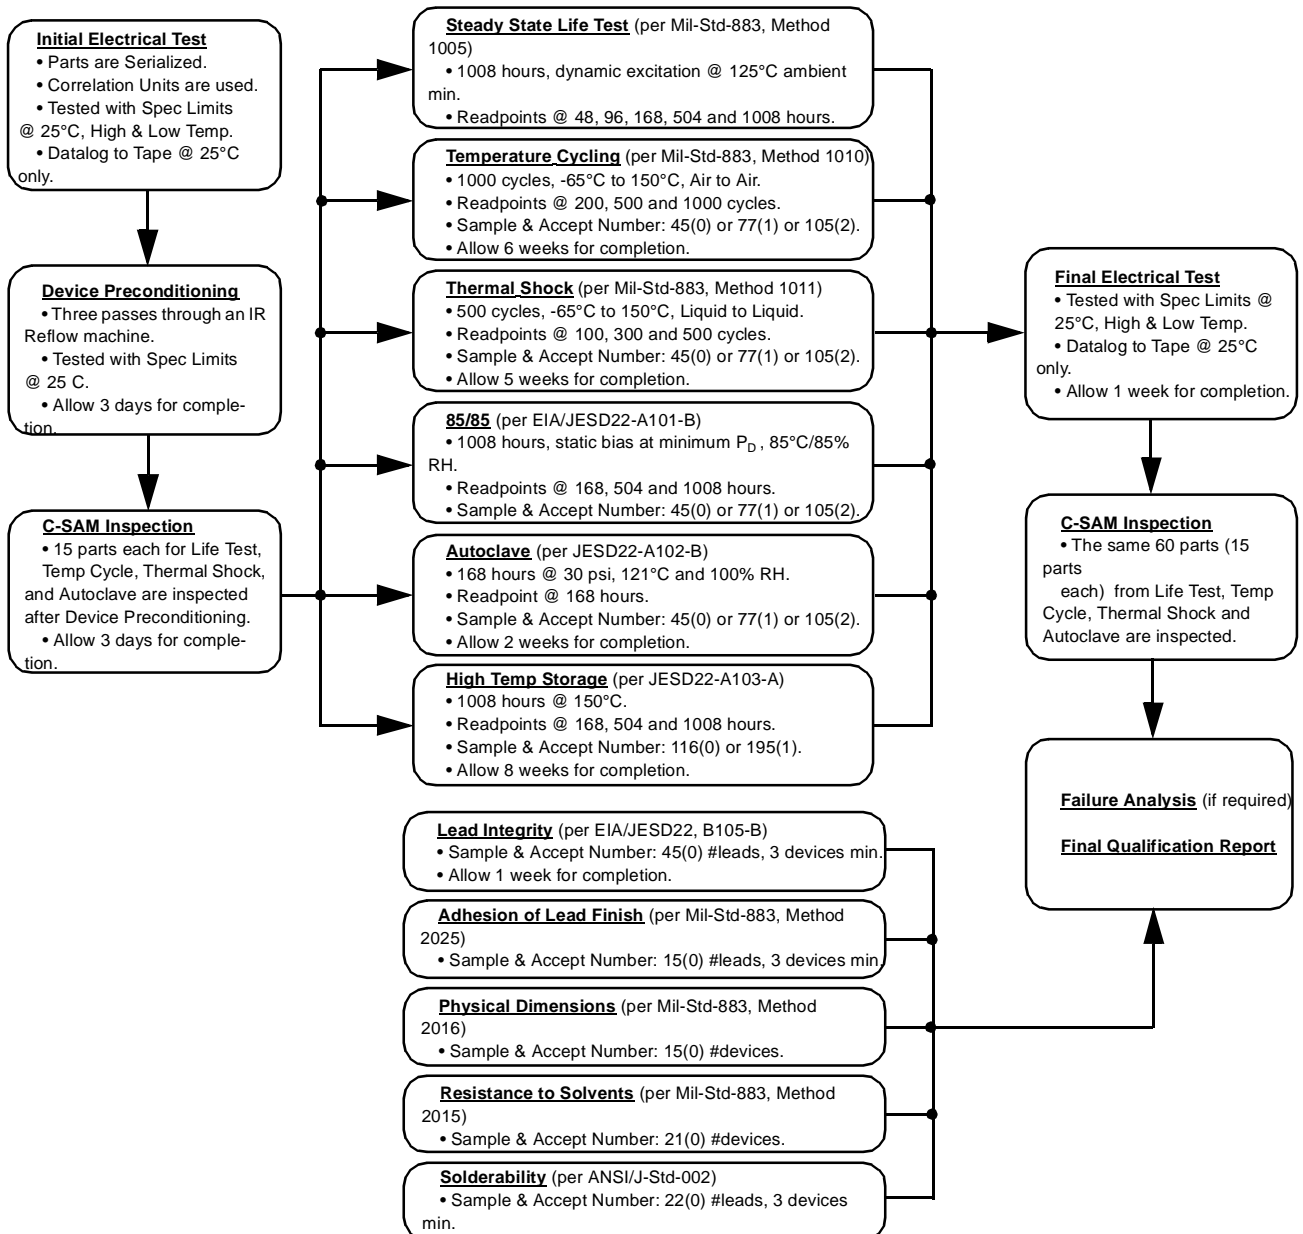 Initial Electrical Test
• Parts are Serialized.
• Correlation Units are used.
• Tested with Spec Limits
@ 25°C, High & Low Temp.
• Datalog to Tape @ 25°C
only.
Device Preconditioning
• Three passes through an IR
Reflow machine.
• Tested with Spec Limits
@ 25 C.
• Allow 3 days for comple-
tion.
C-SAM Inspection
• 15 parts each for Life Test,
Temp Cycle, Thermal Shock,
and Autoclave are inspected
after Device Preconditioning.
• Allow 3 days for comple-
tion.
Steady State Life Test (per Mil-Std-883, Method
1005)
• 1008 hours, dynamic excitation @ 125°C ambient
min.
• Readpoints @ 48, 96, 168, 504 and 1008 hours.
Temperature Cycling (per Mil-Std-883, Method 1010)
• 1000 cycles, -65°C to 150°C, Air to Air.
• Readpoints @ 200, 500 and 1000 cycles.
• Sample & Accept Number: 45(0) or 77(1) or 105(2).
• Allow 6 weeks for completion.
Thermal Shock (per Mil-Std-883, Method 1011)
• 500 cycles, -65°C to 150°C, Liquid to Liquid.
• Readpoints @ 100, 300 and 500 cycles.
• Sample & Accept Number: 45(0) or 77(1) or 105(2).
• Allow 5 weeks for completion.
85/85 (per EIA/JESD22-A101-B)
• 1008 hours, static bias at minimum PD , 85°C/85%
RH.
• Readpoints @ 168, 504 and 1008 hours.
• Sample & Accept Number: 45(0) or 77(1) or 105(2).
Autoclave (per JESD22-A102-B)
• 168 hours @ 30 psi, 121°C and 100% RH.
• Readpoint @ 168 hours.
• Sample & Accept Number: 45(0) or 77(1) or 105(2).
• Allow 2 weeks for completion.
High Temp Storage (per JESD22-A103-A)
• 1008 hours @ 150°C.
• Readpoints @ 168, 504 and 1008 hours.
• Sample & Accept Number: 116(0) or 195(1).
• Allow 8 weeks for completion.
Lead Integrity (per EIA/JESD22, B105-B)
• Sample & Accept Number: 45(0) #leads, 3 devices min.
• Allow 1 week for completion.
Adhesion of Lead Finish (per Mil-Std-883, Method
2025)
• Sample & Accept Number: 15(0) #leads, 3 devices min.
Physical Dimensions (per Mil-Std-883, Method
2016)
• Sample & Accept Number: 15(0) #devices.
Resistance to Solvents (per Mil-Std-883, Method
2015)
• Sample & Accept Number: 21(0) #devices.
Solderability (per ANSI/J-Std-002)
• Sample & Accept Number: 22(0) #leads, 3 devices
min.
Final Electrical Test
• Tested with Spec Limits @
25°C, High & Low Temp.
• Datalog to Tape @ 25°C
only.
• Allow 1 week for completion.
C-SAM Inspection
• The same 60 parts (15
parts
each) from Life Test, Temp
Cycle, Thermal Shock and
Autoclave are inspected.
Failure Analysis (if required)
Final Qualification Report